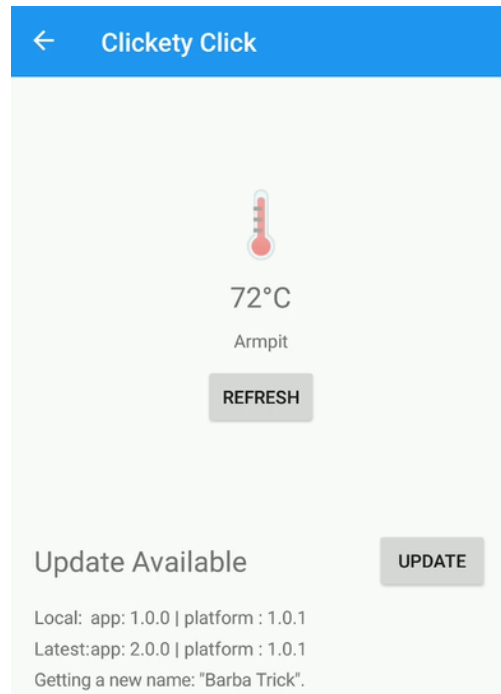 Clickety Click
72°C
Armpit
REFRESH
Update Available
UPDATE
Local: app: 1.0.0 | platform : 1.0.1
Latest:app: 2.0.0 | platform : 1.0.1
Getting a new name: "Barba Trick".